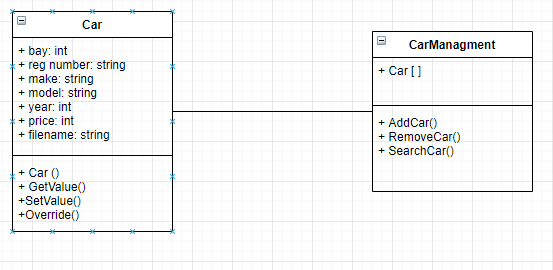 Car
+ bay: int
+ reg number: string
+ make: string
+ model: string
+ year: int
+ price: int
+ filename: string
+ Car ()
+ GetValue()
+SetValue()
+Override()
CarManagment
+ Car [ ]
+ AddCar()
+ RemoveCar()
+ SearchCar()